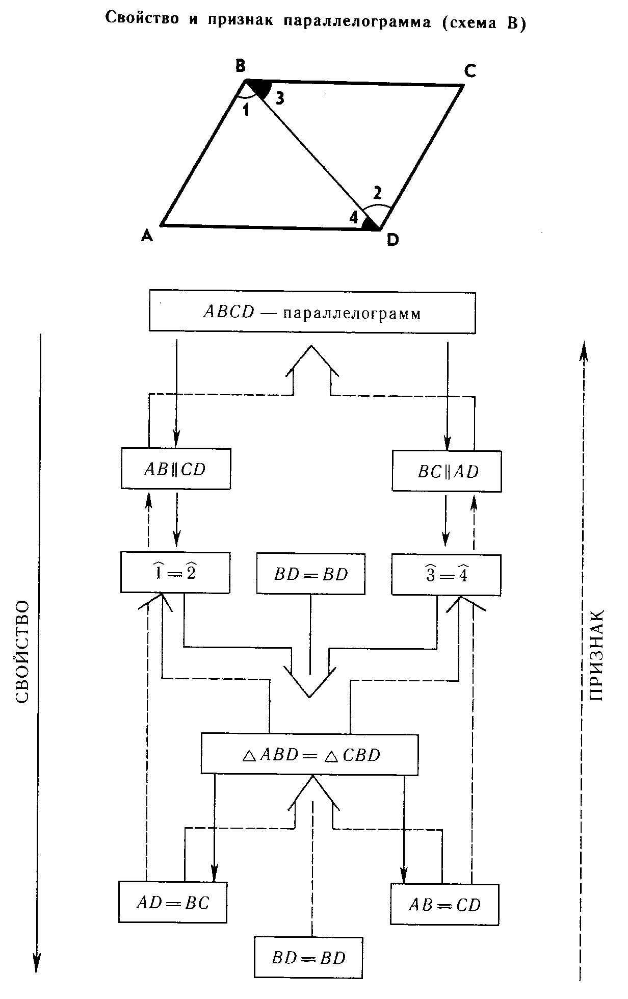 Свойство и признак параллелограмма (схема В)
B
C
3
1
2
4
A
D
ABCD — параллелограмм
AB∥CD
BC∥AD
1̂ = 2̂
BD = BD
3̂ = 4̂
СВОЙСТВО
ПРИЗНАК
△ABD = △CBD
AD = BC
AB = CD
BD = BD